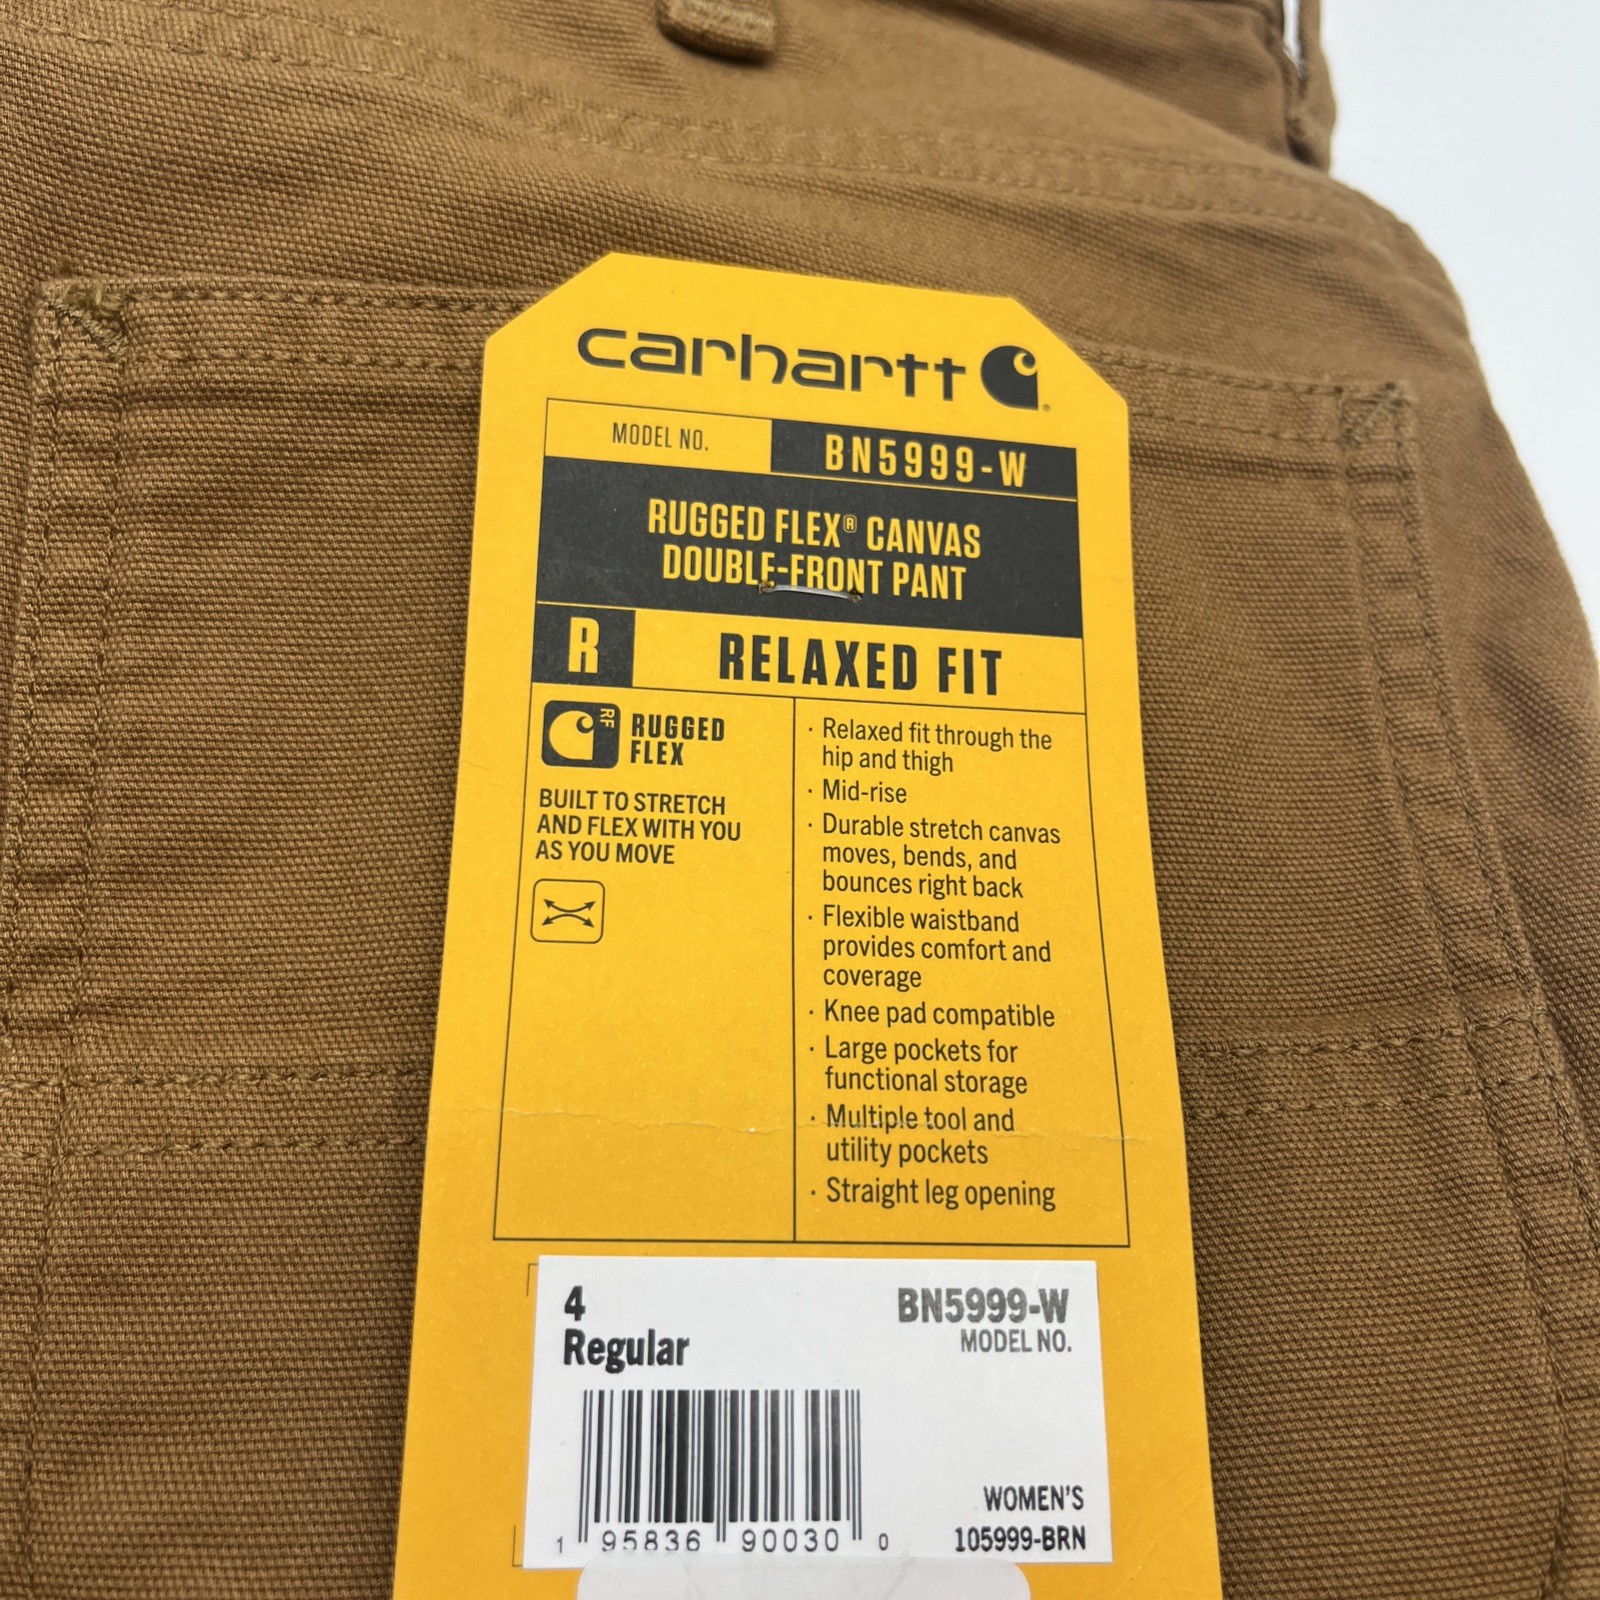 carhartt
MODEL NO. BN5999-W
RUGGED FLEX® CANVAS
DOUBLE-FRONT PANT
R RELAXED FIT
RF
RUGGED
FLEX
BUILT TO STRETCH
AND FLEX WITH YOU
AS YOU MOVE
· Relaxed fit through the
hip and thigh
· Mid-rise
· Durable stretch canvas
moves, bends, and
bounces right back
· Flexible waistband
provides comfort and
coverage
· Knee pad compatible
· Large pockets for
functional storage
· Multiple tool and
utility pockets
· Straight leg opening
4
Regular
BN5999-W
MODEL NO.
WOMEN'S
105999-BRN
1 95836 90030 0